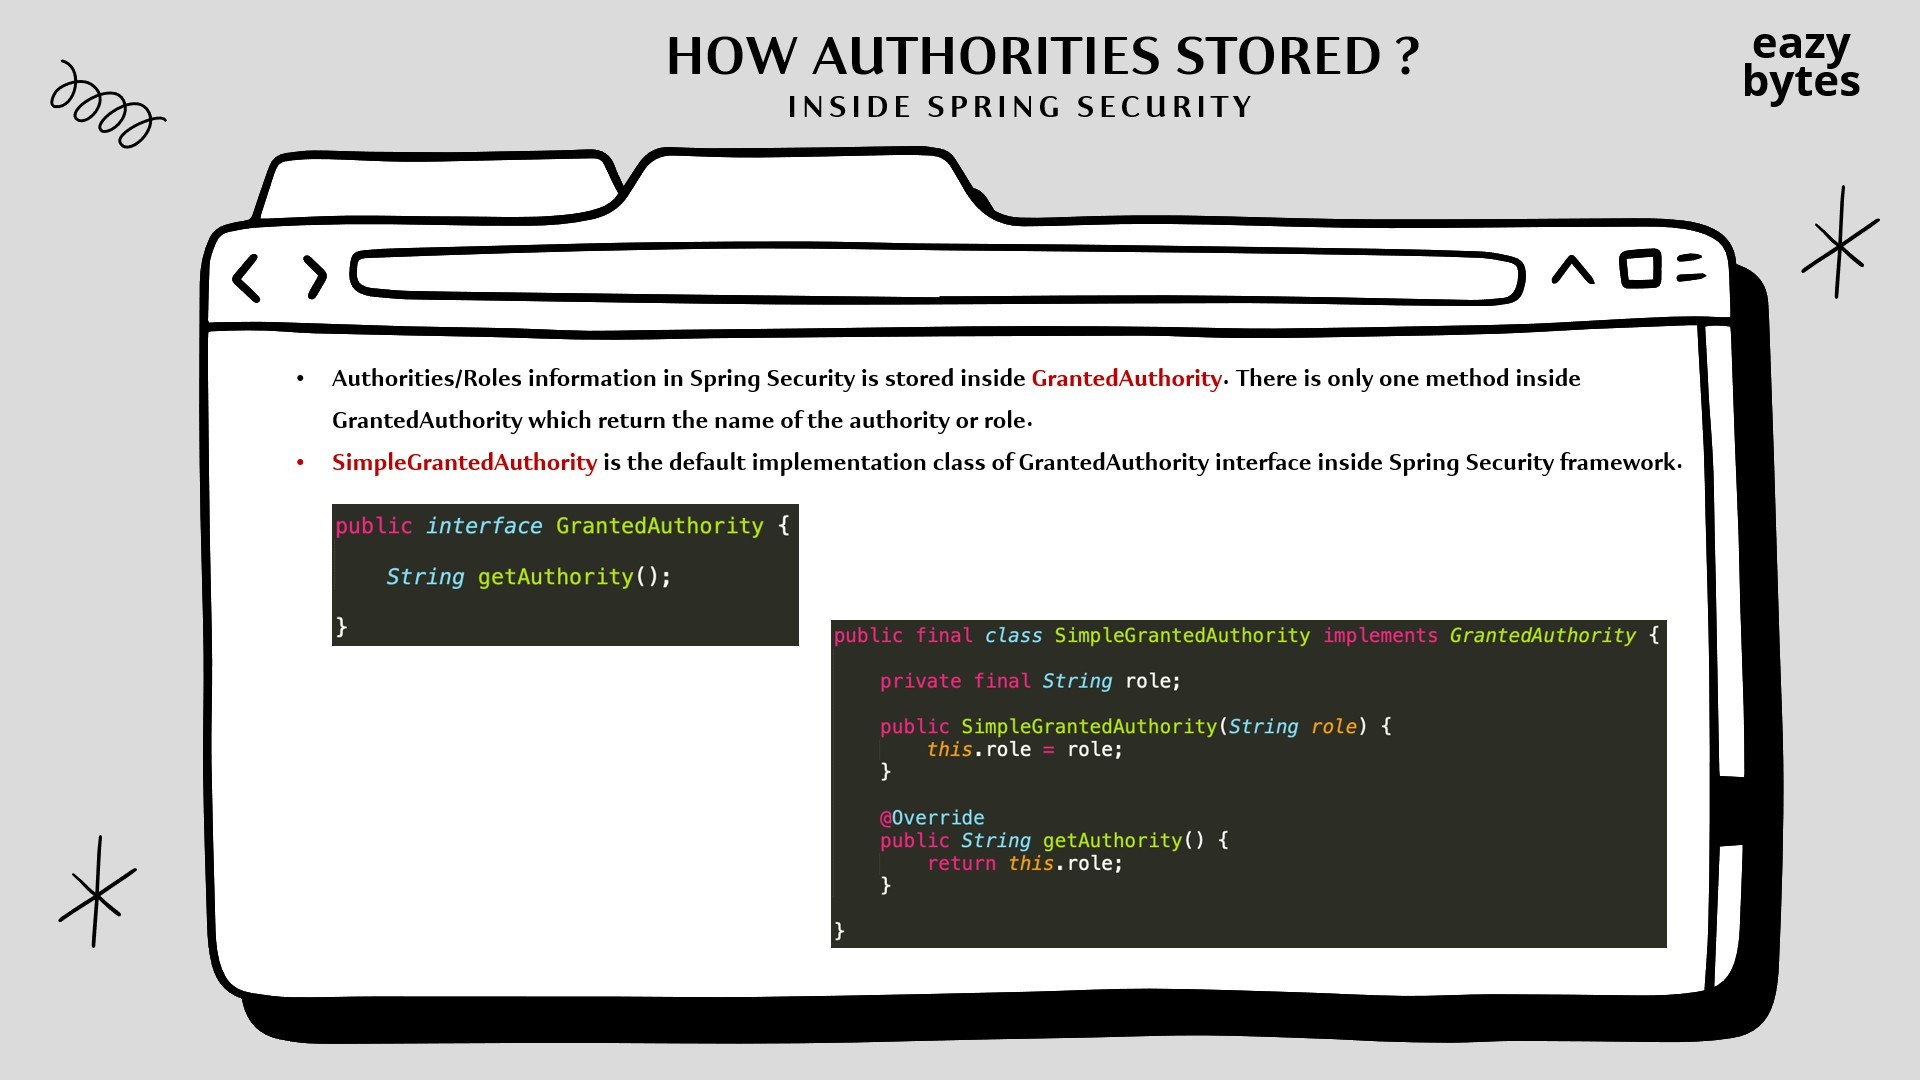 HOW AUTHORITIES STORED ?
INSIDE SPRING SECURITY
eazy
bytes
• Authorities/Roles information in Spring Security is stored inside GrantedAuthority. There is only one method inside
GrantedAuthority which return the name of the authority or role.
• SimpleGrantedAuthority is the default implementation class of GrantedAuthority interface inside Spring Security framework.
public interface GrantedAuthority {
    String getAuthority();
}
public final class SimpleGrantedAuthority implements GrantedAuthority {
    private final String role;
    public SimpleGrantedAuthority(String role) {
        this.role = role;
    }
    @Override
    public String getAuthority() {
        return this.role;
    }
}